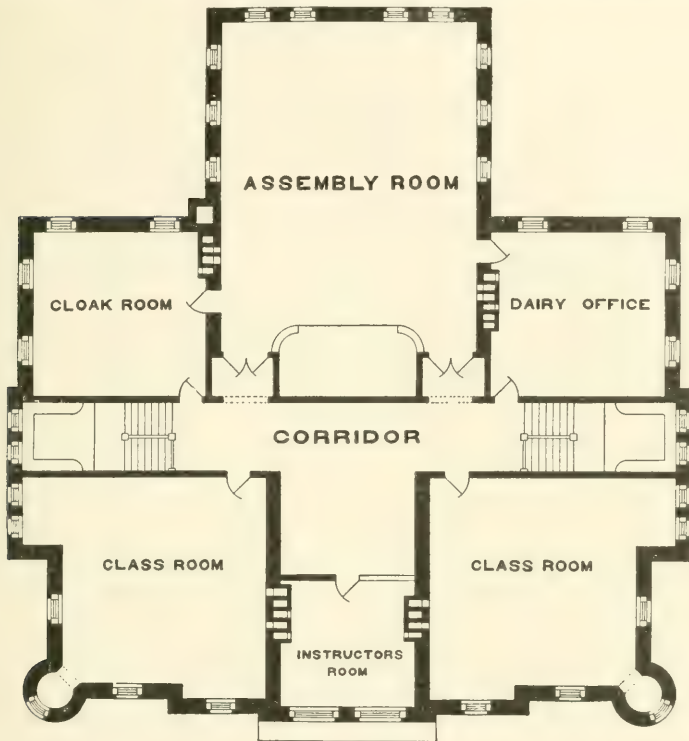 ASSEMBLY ROOM
CLOAK ROOM
DAIRY OFFICE
CORRIDOR
CLASS ROOM
CLASS ROOM
INSTRUCTORS
ROOM